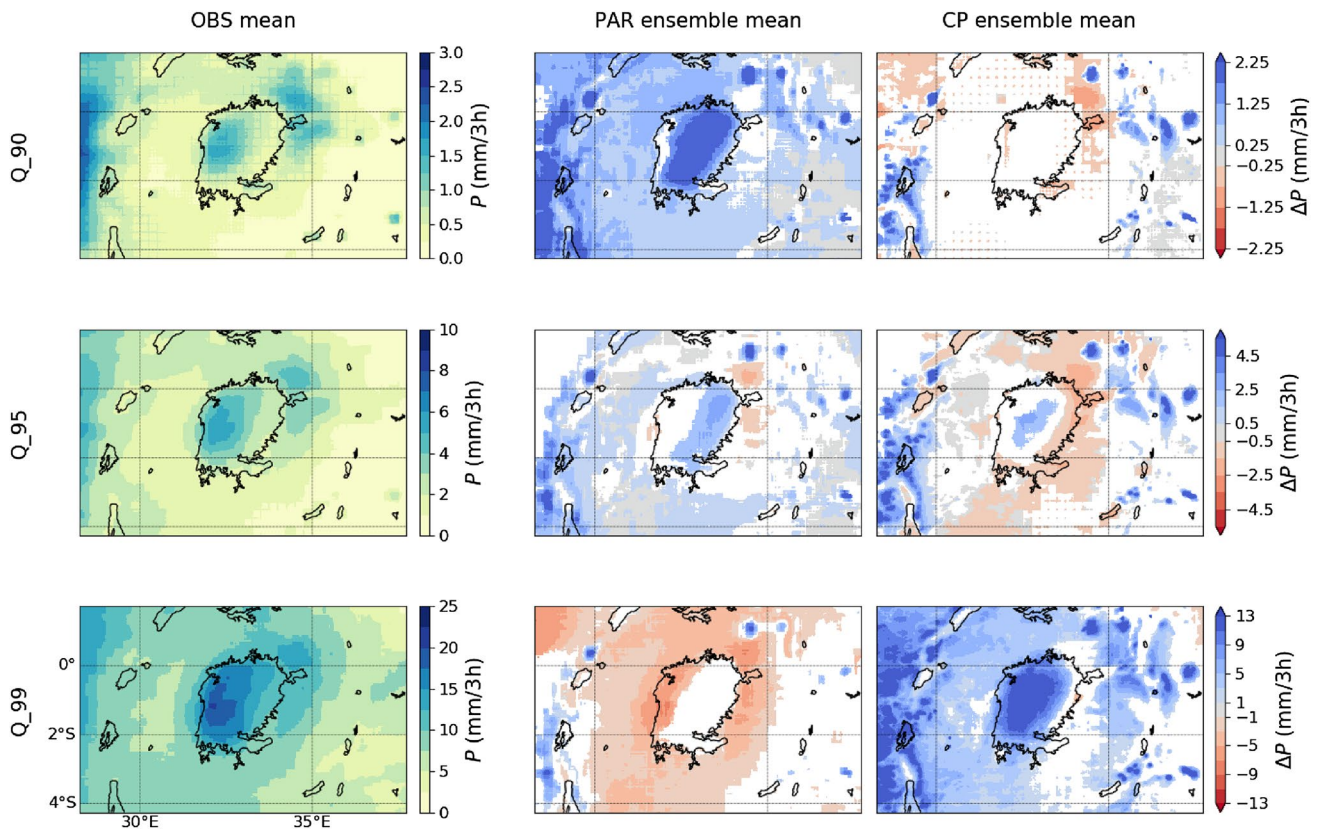 OBS mean
PAR ensemble mean
CP ensemble mean
Q_90
3.0
2.5
2.0
1.5
1.0
0.5
0.0
P (mm/3h)
2.25
1.25
0.25
−0.25
−1.25
−2.25
ΔP (mm/3h)
Q_95
10
8
6
4
2
0
P (mm/3h)
4.5
2.5
0.5
−0.5
−2.5
−4.5
ΔP (mm/3h)
Q_99
0°
2°S
4°S
30°E
35°E
25
20
15
10
5
0
P (mm/3h)
13
9
5
1
−1
−5
−9
−13
ΔP (mm/3h)